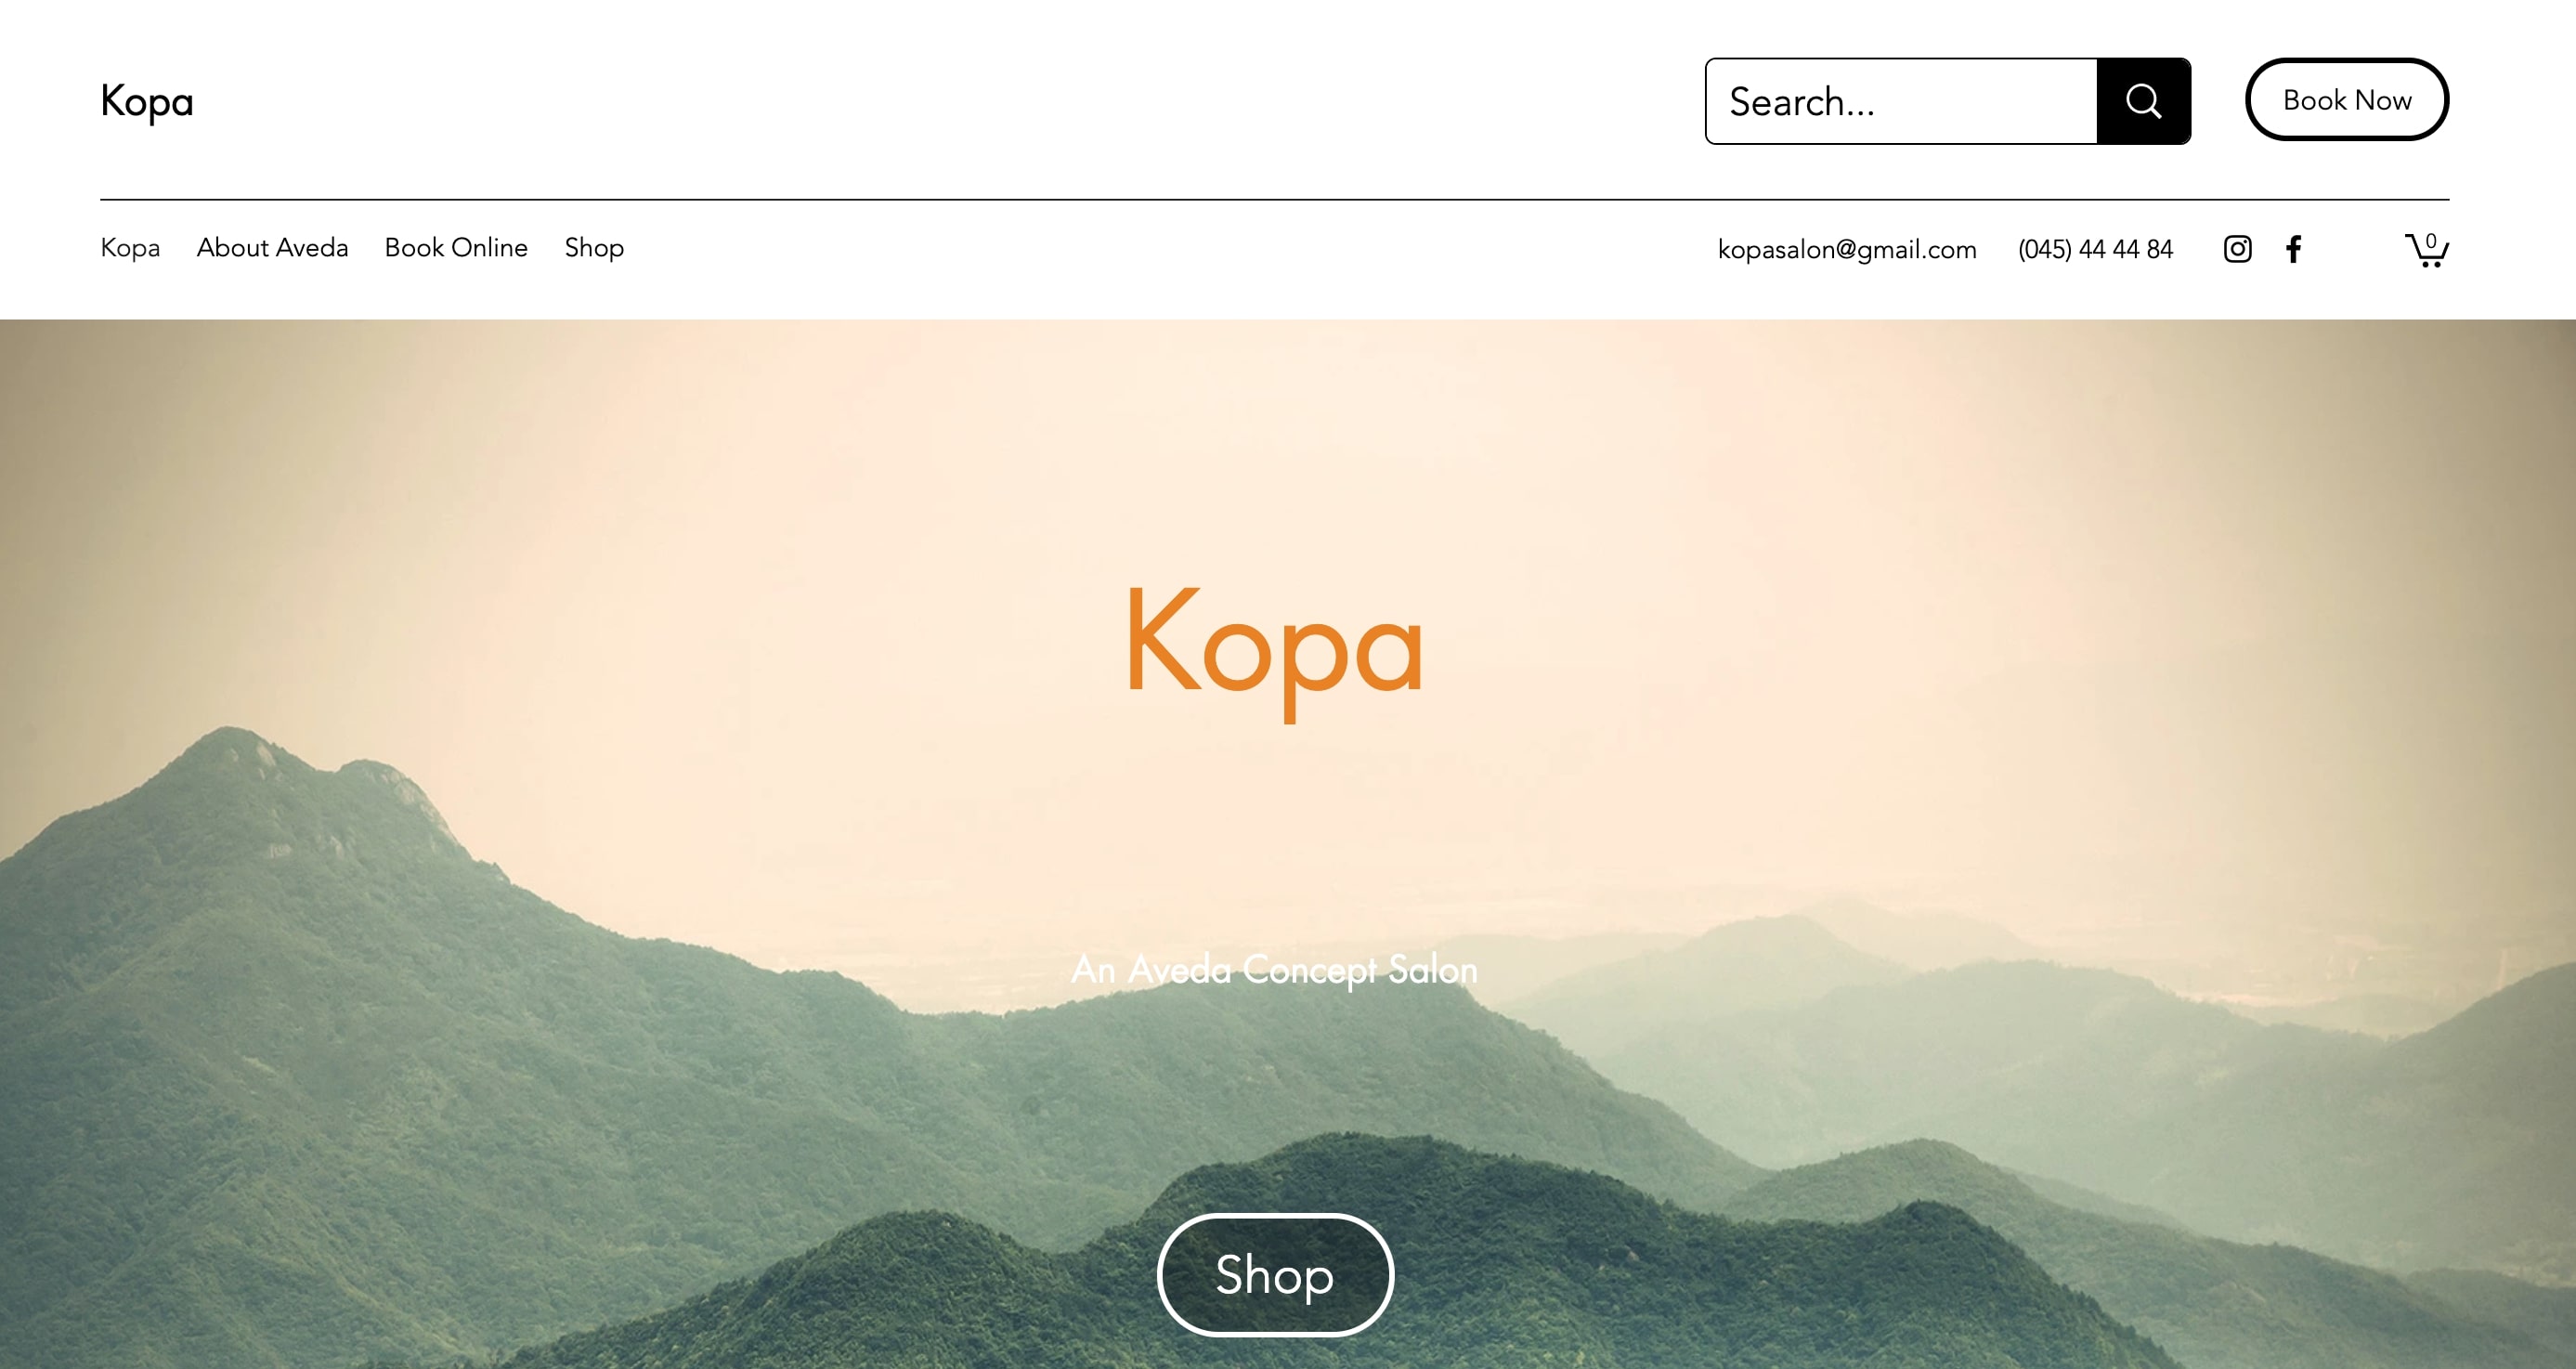 Kopa
Search...
Book Now
Kopa About Aveda Book Online Shop
kopasalon@gmail.com (045) 44 44 84 0
Kopa
An Aveda Concept Salon
Shop